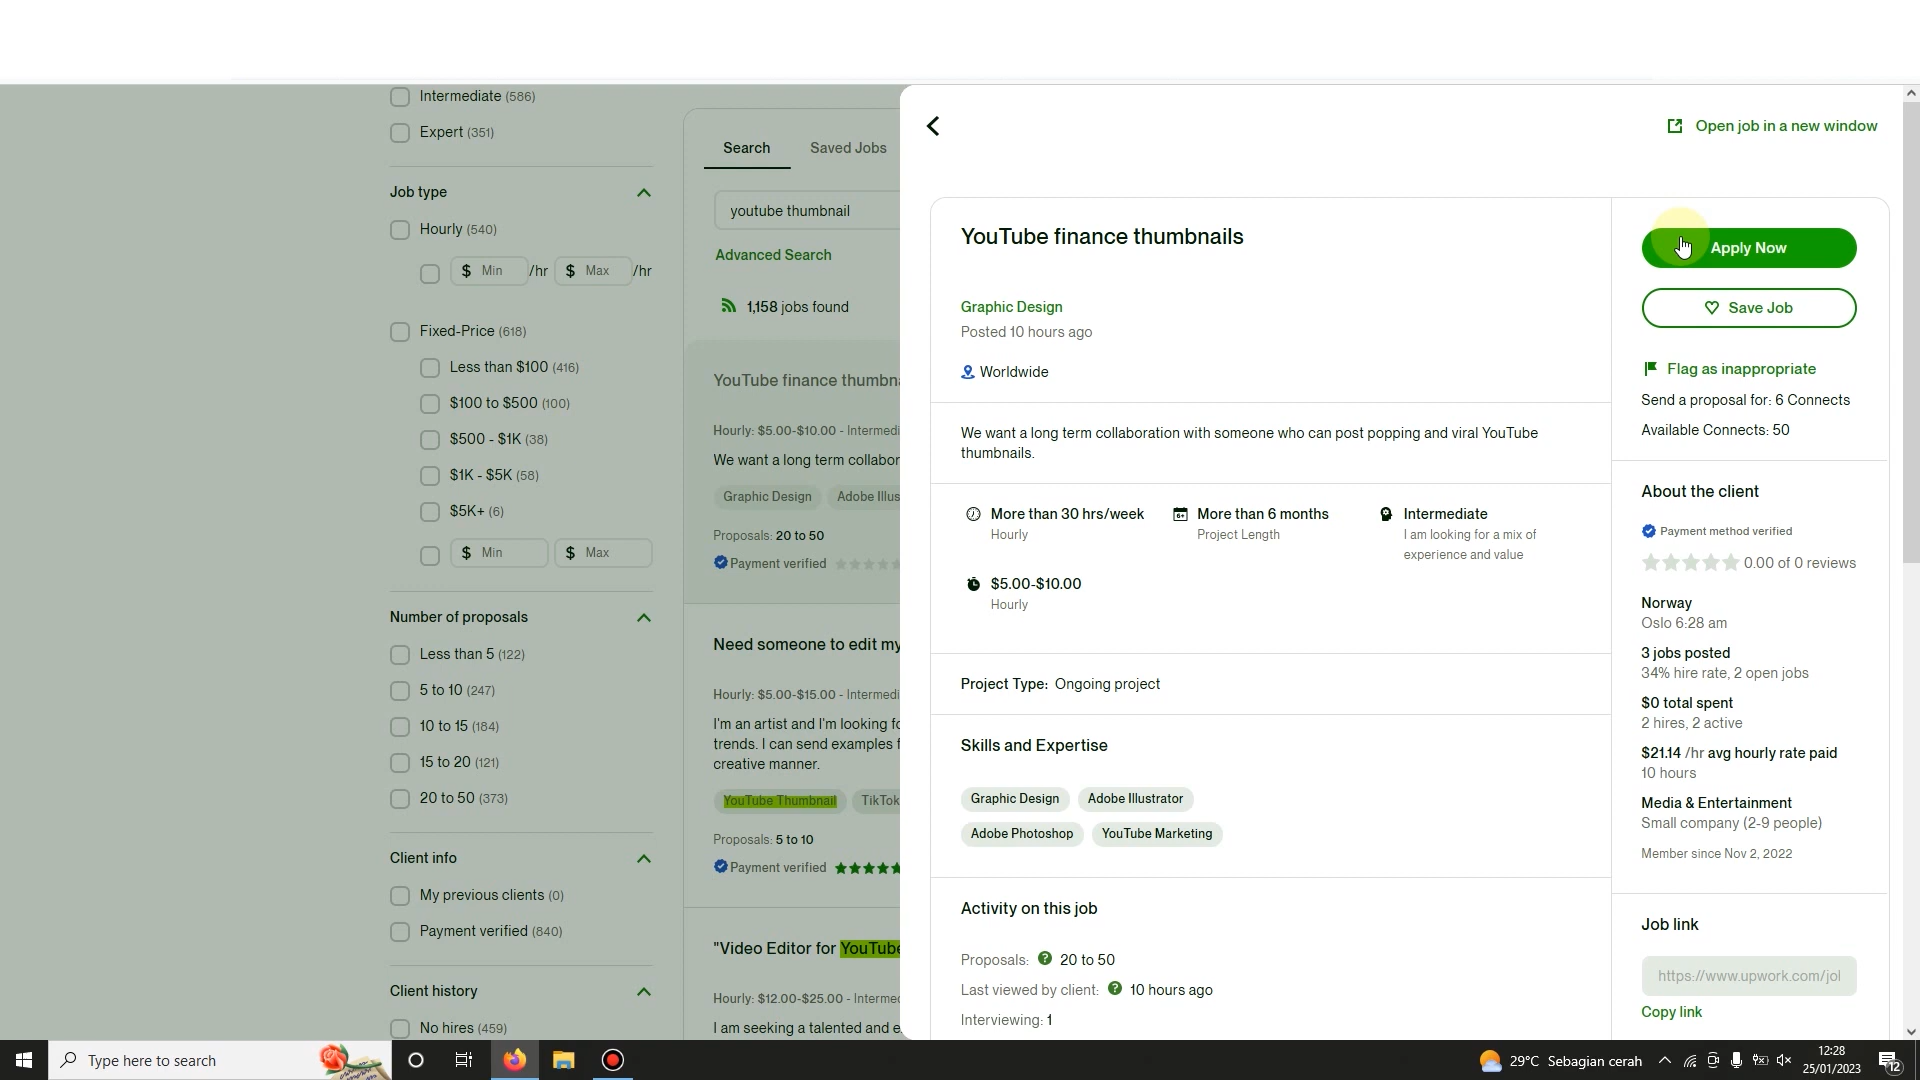 Intermediate (586)
Expert (351)
Job type
Hourly (540)
$ Min /hr $ Max /hr
Fixed-Price (618)
Less than $100 (416)
$100 to $500 (100)
$500 - $1K (38)
$1K - $5K (58)
$5K+ (6)
$ Min $ Max
Number of proposals
Less than 5 (122)
5 to 10 (247)
10 to 15 (184)
15 to 20 (121)
20 to 50 (373)
Client info
My previous clients (0)
Payment verified (840)
Client history
No hires (459)
Search Saved Jobs
youtube thumbnail
Advanced Search
1,158 jobs found
YouTube finance thumbna
Hourly: $5.00-$10.00 - Intermedi
We want a long term collabor
Graphic Design Adobe Illus
Proposals: 20 to 50
Payment verified
Need someone to edit my
Hourly: $5.00-$15.00 - Intermedi
I'm an artist and I'm looking fo
trends. I can send examples f
creative manner.
YouTube Thumbnail TikTok
Proposals: 5 to 10
Payment verified
"Video Editor for YouTube
Hourly: $12.00-$25.00 - Intermed
I am seeking a talented and e
Open job in a new window
YouTube finance thumbnails
Graphic Design
Posted 10 hours ago
Worldwide
We want a long term collaboration with someone who can post popping and viral YouTube
thumbnails.
More than 30 hrs/week
Hourly
More than 6 months
Project Length
Intermediate
I am looking for a mix of
experience and value
$5.00-$10.00
Hourly
Project Type: Ongoing project
Skills and Expertise
Graphic Design Adobe Illustrator
Adobe Photoshop YouTube Marketing
Activity on this job
Proposals: ? 20 to 50
Last viewed by client: ? 10 hours ago
Interviewing: 1
Apply Now
Save Job
Flag as inappropriate
Send a proposal for: 6 Connects
Available Connects: 50
About the client
Payment method verified
0.00 of 0 reviews
Norway
Oslo 6:28 am
3 jobs posted
34% hire rate, 2 open jobs
$0 total spent
2 hires, 2 active
$21.14 /hr avg hourly rate paid
10 hours
Media & Entertainment
Small company (2-9 people)
Member since Nov 2, 2022
Job link
https://www.upwork.com/jol
Copy link
Type here to search
29°C Sebagian cerah
12:28
25/01/2023
12